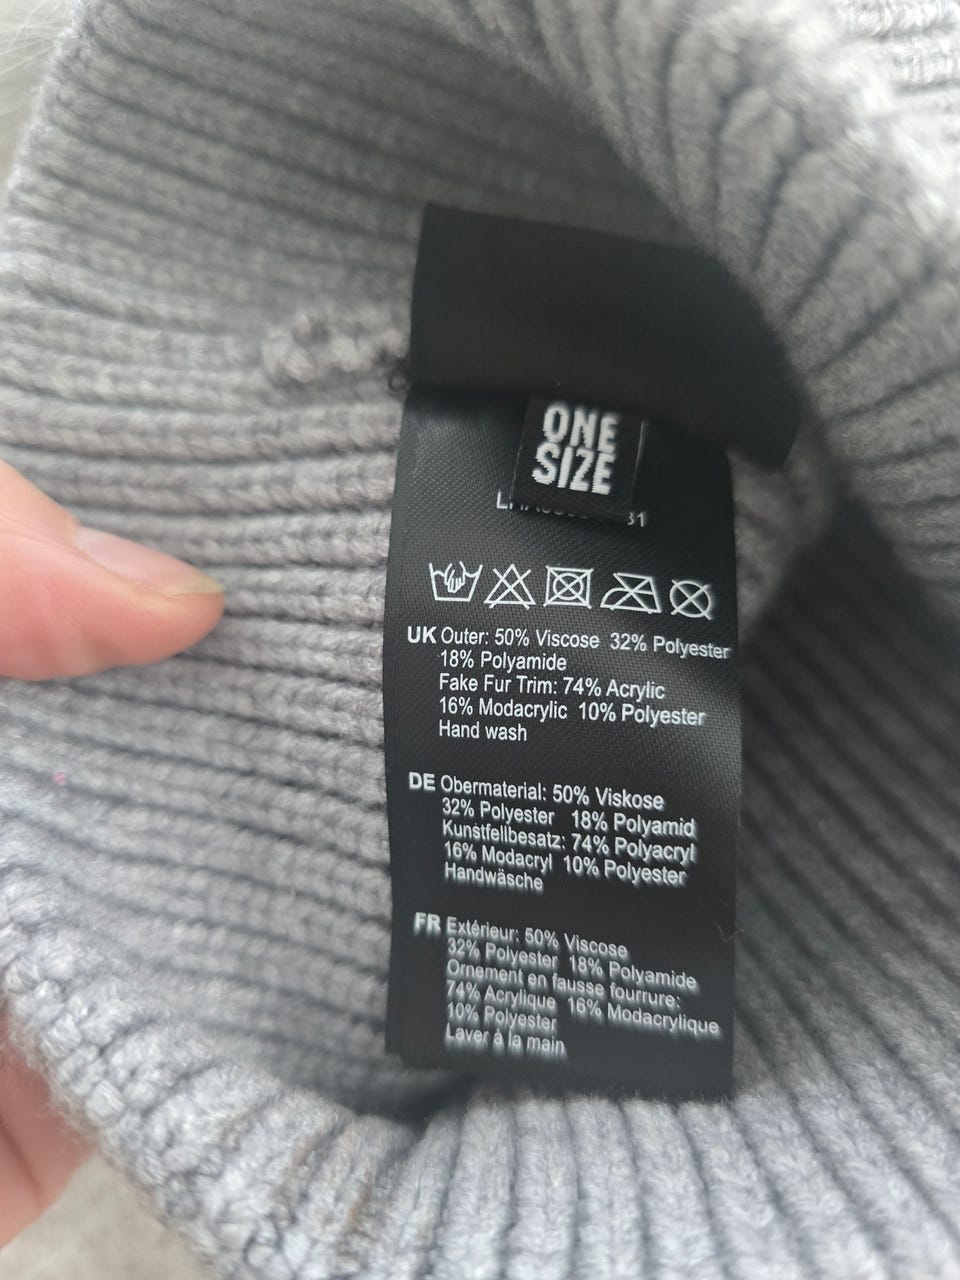 ONE
SIZE
UK Outer: 50% Viscose 32% Polyester
18% Polyamide
Fake Fur Trim: 74% Acrylic
16% Modacrylic 10% Polyester
Hand wash
DE Obermaterial: 50% Viskose
32% Polyester 18% Polyamid
Kunstfellbesatz: 74% Polyacryl
16% Modacryl 10% Polyester
Handwäsche
FR Extérieur: 50% Viscose
32% Polyester 18% Polyamide
Ornement en fausse fourrure:
74% Acrylique 16% Modacrylique
10% Polyester
Laver à la main